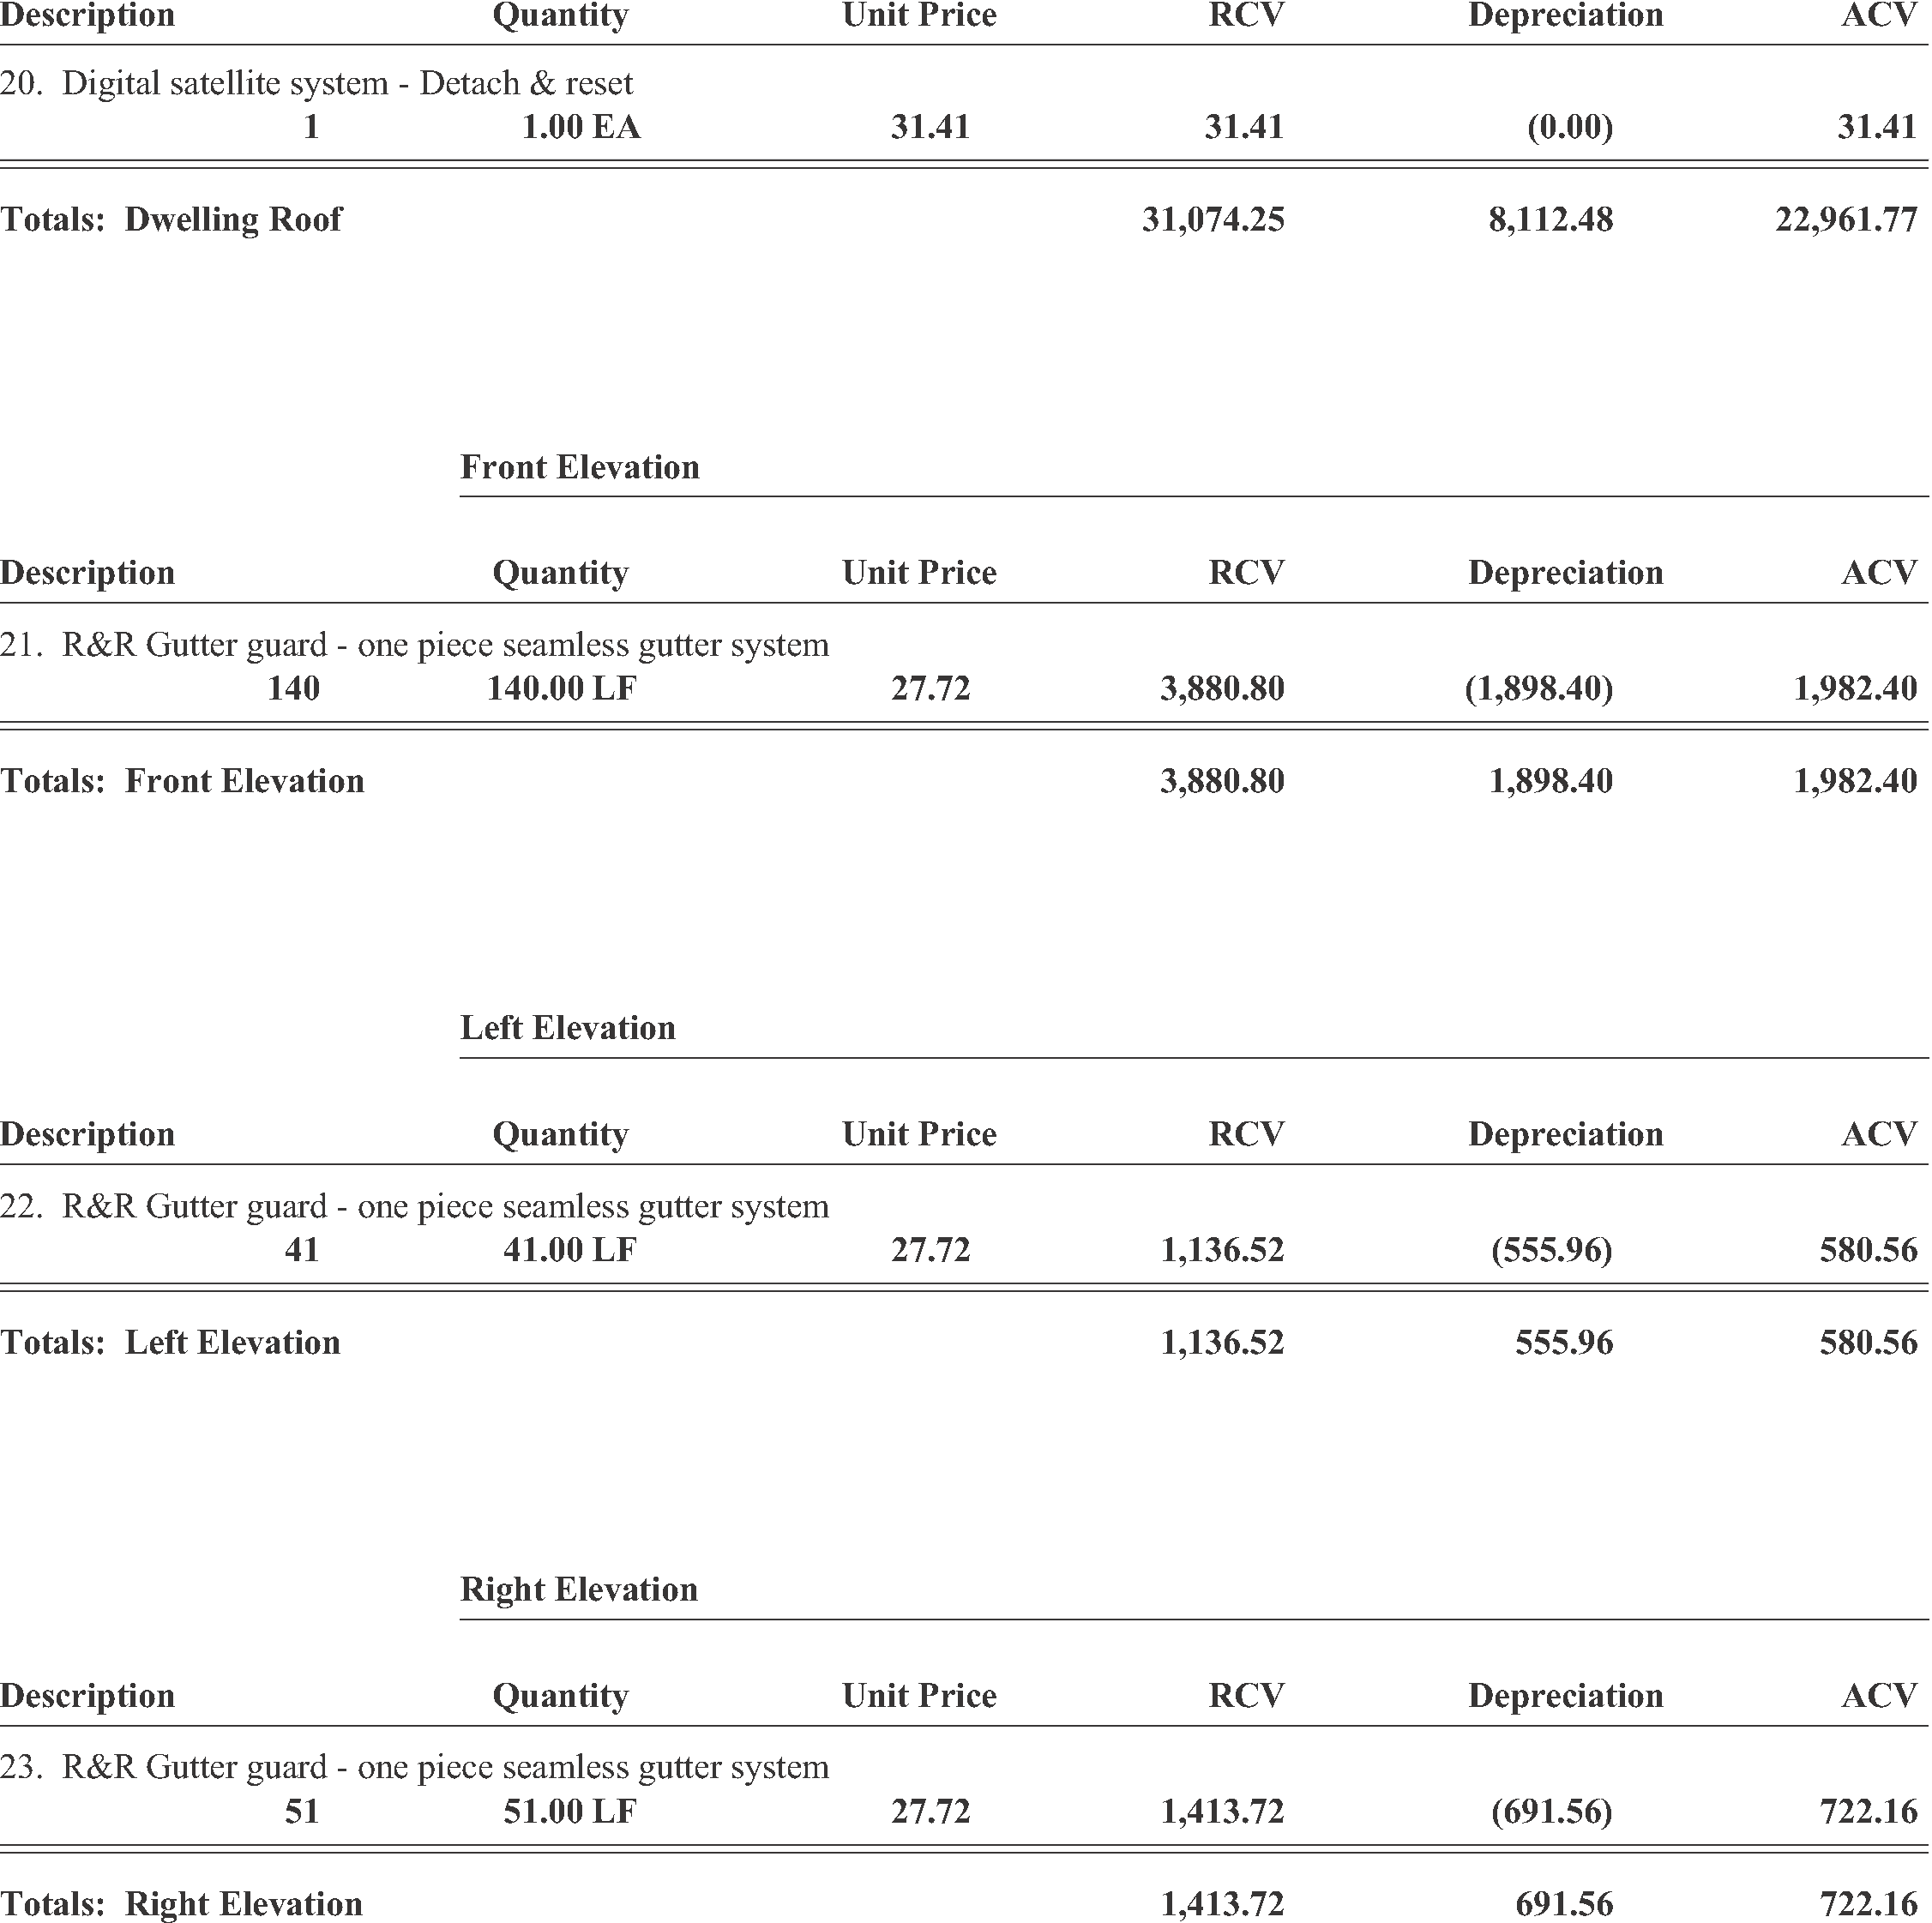 Description Quantity Unit Price RCV Depreciation ACV
20. Digital satellite system - Detach & reset
1 1.00 EA 31.41 31.41 (0.00) 31.41
Totals: Dwelling Roof 31,074.25 8,112.48 22,961.77
Front Elevation
Description Quantity Unit Price RCV Depreciation ACV
21. R&R Gutter guard - one piece seamless gutter system
140 140.00 LF 27.72 3,880.80 (1,898.40) 1,982.40
Totals: Front Elevation 3,880.80 1,898.40 1,982.40
Left Elevation
Description Quantity Unit Price RCV Depreciation ACV
22. R&R Gutter guard - one piece seamless gutter system
41 41.00 LF 27.72 1,136.52 (555.96) 580.56
Totals: Left Elevation 1,136.52 555.96 580.56
Right Elevation
Description Quantity Unit Price RCV Depreciation ACV
23. R&R Gutter guard - one piece seamless gutter system
51 51.00 LF 27.72 1,413.72 (691.56) 722.16
Totals: Right Elevation 1,413.72 691.56 722.16